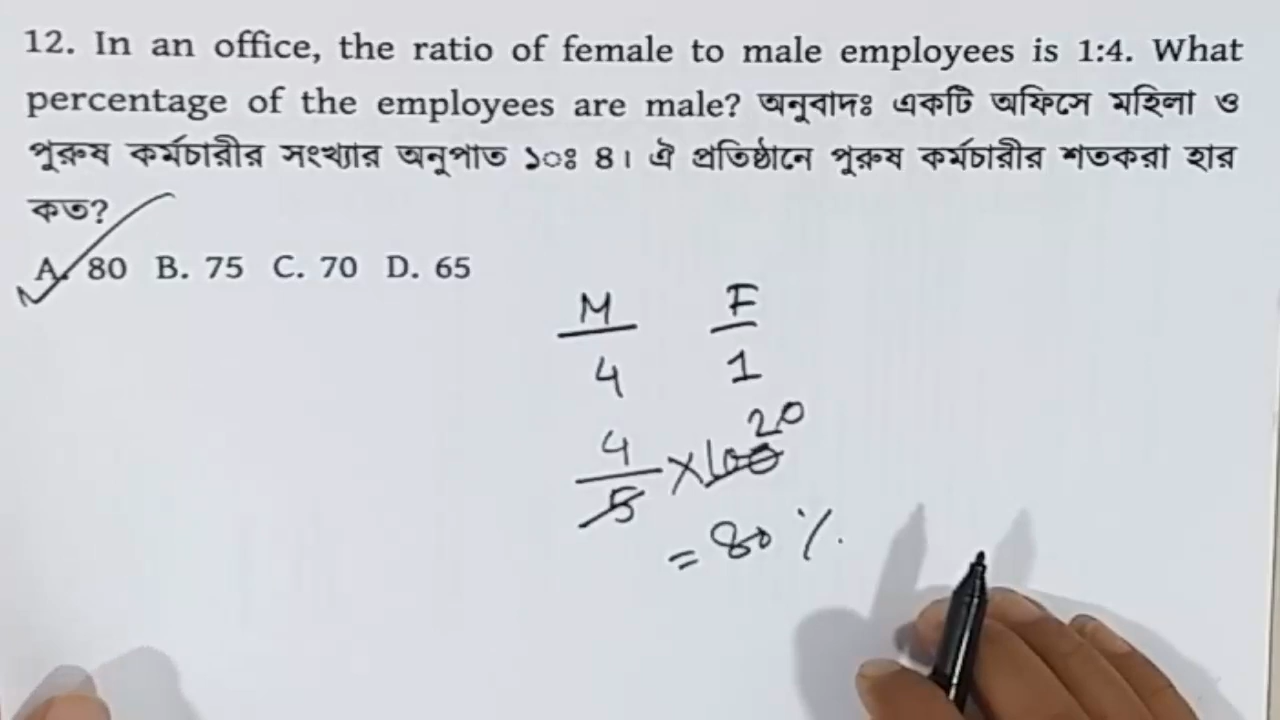 12. In an office, the ratio of female to male employees is 1:4. What
percentage of the employees are male? অনুবাদঃ একটি অফিসে মহিলা ও
পুরুষ কর্মচারীর সংখ্যার অনুপাত ১ঃ ৪। ঐ প্রতিষ্ঠানে পুরুষ কর্মচারীর শতকরা হার
কত?
A. 80 B. 75 C. 70 D. 65
M F
4 1
20
4
× 100
5
= 80 %